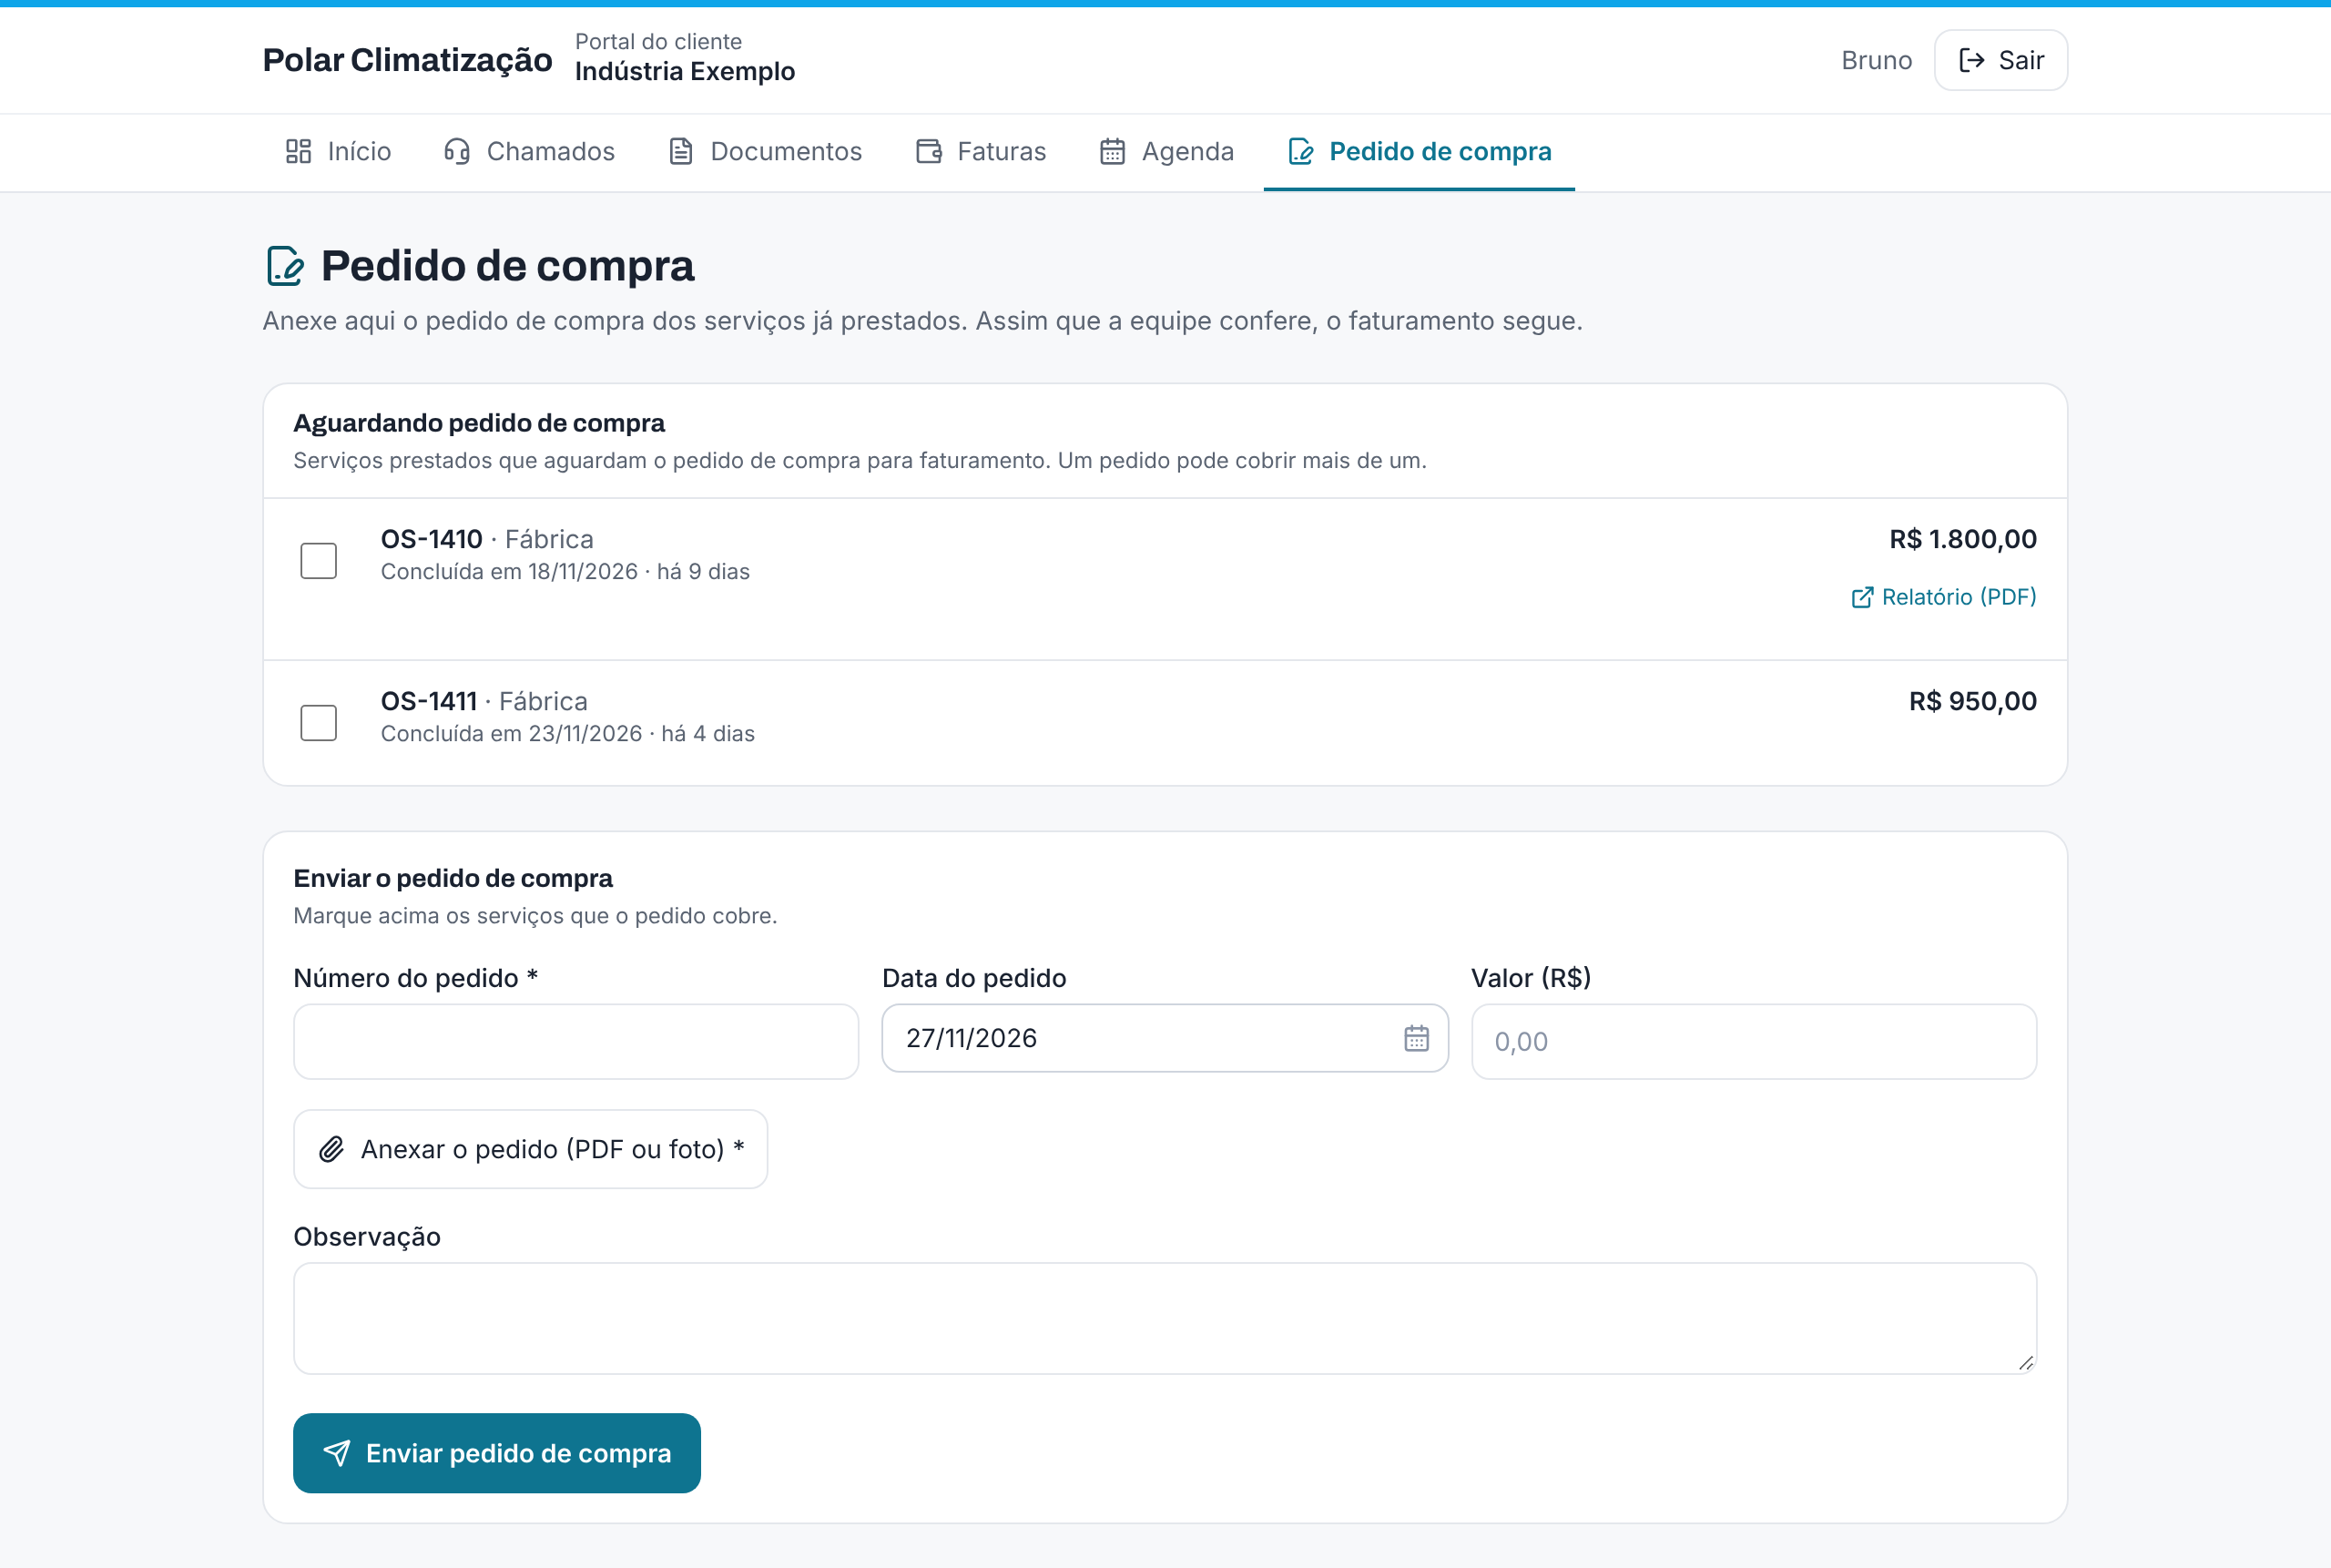 Polar Climatização
Portal do cliente
Indústria Exemplo
Bruno
Sair
Início
Chamados
Documentos
Faturas
Agenda
Pedido de compra
Pedido de compra
Anexe aqui o pedido de compra dos serviços já prestados. Assim que a equipe confere, o faturamento segue.
Aguardando pedido de compra
Serviços prestados que aguardam o pedido de compra para faturamento. Um pedido pode cobrir mais de um.
OS-1410 · Fábrica
R$ 1.800,00
Concluída em 18/11/2026 · há 9 dias
Relatório (PDF)
OS-1411 · Fábrica
R$ 950,00
Concluída em 23/11/2026 · há 4 dias
Enviar o pedido de compra
Marque acima os serviços que o pedido cobre.
Número do pedido *
Data do pedido
Valor (R$)
27/11/2026
0,00
Anexar o pedido (PDF ou foto) *
Observação
Enviar pedido de compra